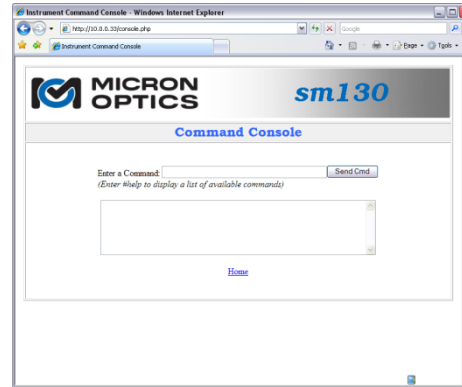 Instrument Command Console - Windows Internet Explorer
http://10.0.0.33/console.php
Google
Instrument Command Console
Page
Tools
MICRON
OPTICS
sm130
Command Console
Enter a Command:
Send Cmd
(Enter #help to display a list of available commands)
Home